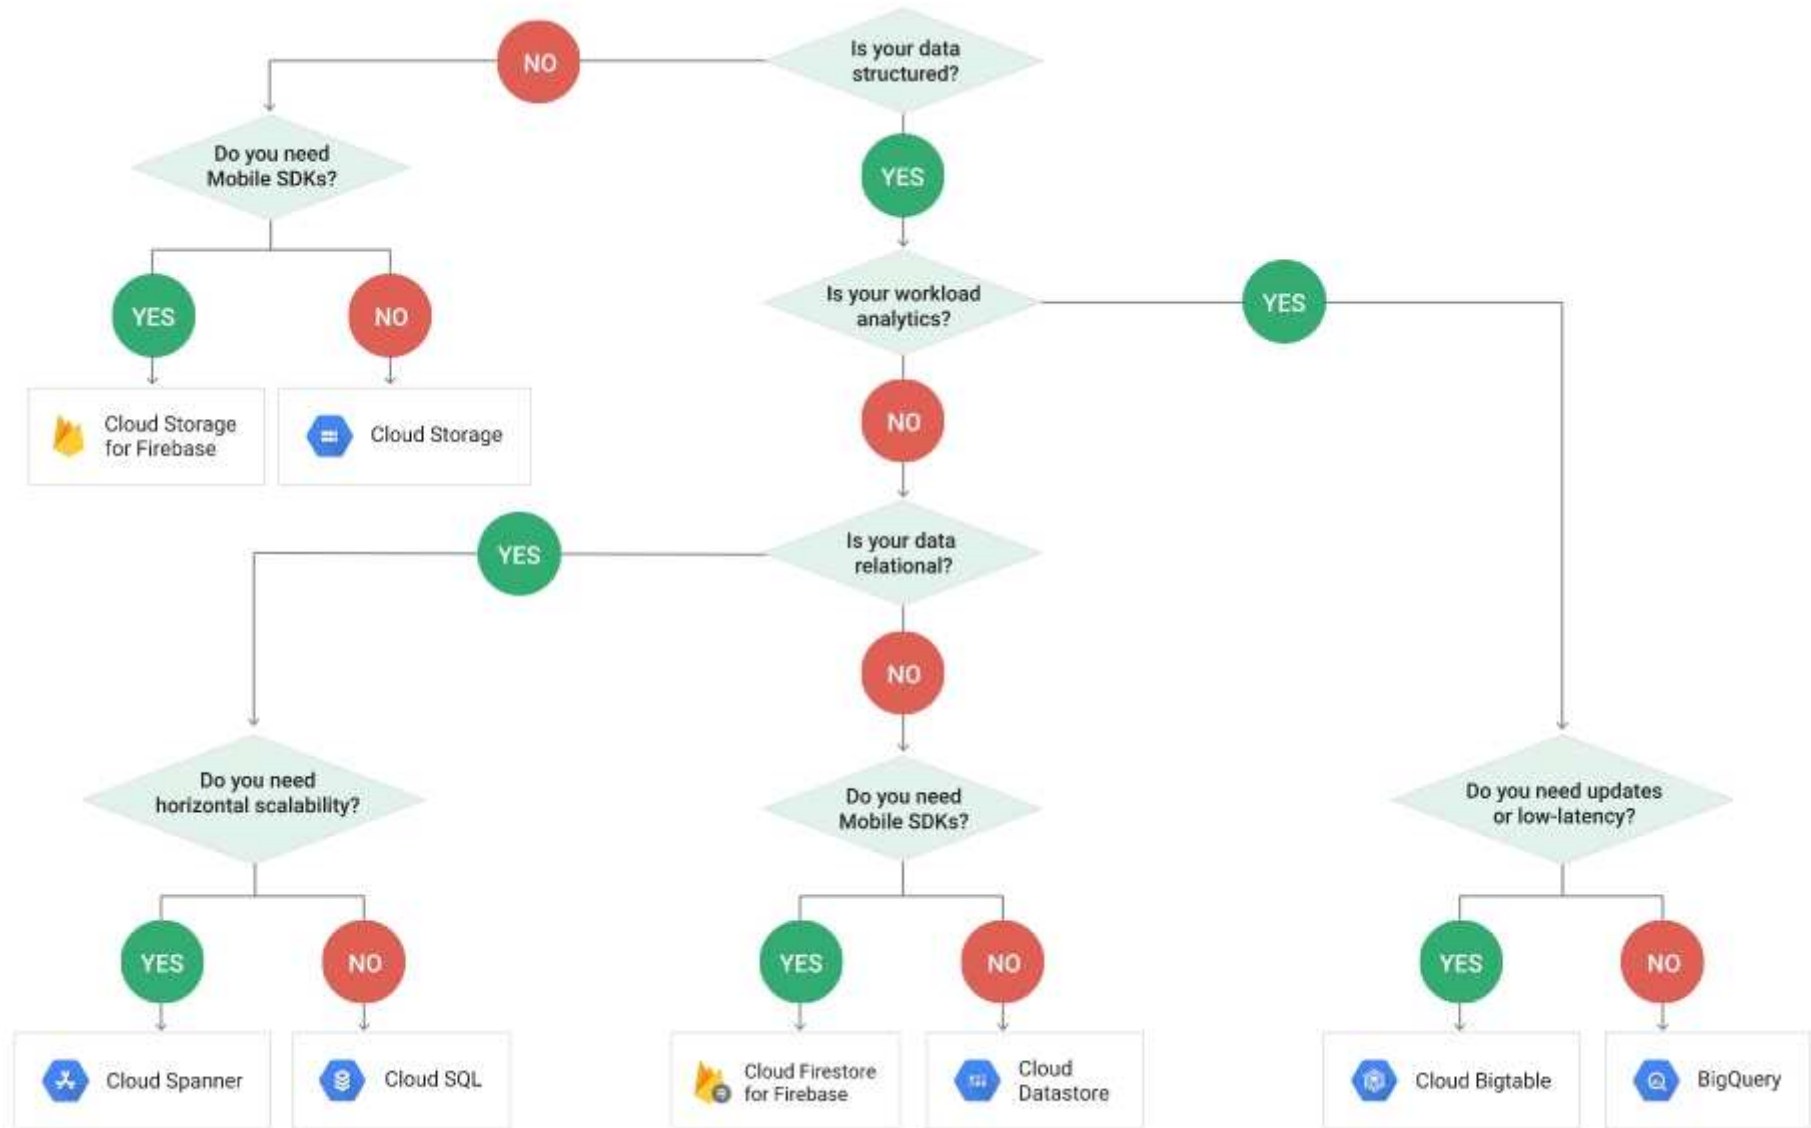 Is your data
structured?
NO
Do you need
Mobile SDKs?
YES
YES
NO
Cloud Storage
for Firebase
Cloud Storage
Is your workload
analytics?
YES
NO
Is your data
relational?
YES
NO
Do you need
horizontal scalability?
Do you need
Mobile SDKs?
Do you need updates
or low-latency?
YES
NO
YES
NO
YES
NO
Cloud Spanner
Cloud SQL
Cloud Firestore
for Firebase
Cloud
Datastore
Cloud Bigtable
BigQuery